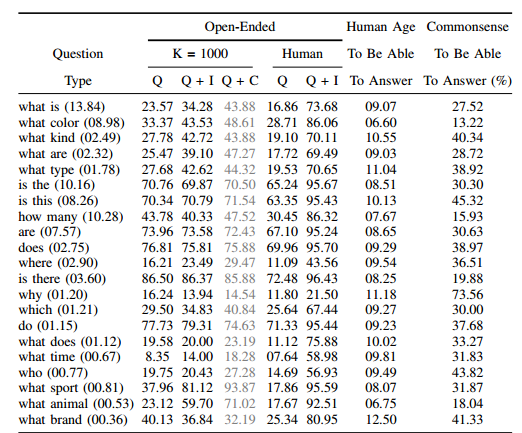 Open-Ended Human Age Commonsense
Question K = 1000 Human To Be Able To Be Able
Type Q Q + I Q + C Q Q + I To Answer To Answer (%)
what is (13.84) 23.57 34.28 43.88 16.86 73.68 09.07 27.52
what color (08.98) 33.37 43.53 48.61 28.71 86.06 06.60 13.22
what kind (02.49) 27.78 42.72 43.88 19.10 70.11 10.55 40.34
what are (02.32) 25.47 39.10 47.27 17.72 69.49 09.03 28.72
what type (01.78) 27.68 42.62 44.32 19.53 70.65 11.04 38.92
is the (10.16) 70.76 69.87 70.50 65.24 95.67 08.51 30.30
is this (08.26) 70.34 70.79 71.54 63.35 95.43 10.13 45.32
how many (10.28) 43.78 40.33 47.52 30.45 86.32 07.67 15.93
are (07.57) 73.96 73.58 72.43 67.10 95.24 08.65 30.63
does (02.75) 76.81 75.81 75.88 69.96 95.70 09.29 38.97
where (02.90) 16.21 23.49 29.47 11.09 43.56 09.54 36.51
is there (03.60) 86.50 86.37 85.88 72.48 96.43 08.25 19.88
why (01.20) 16.24 13.94 14.54 11.80 21.50 11.18 73.56
which (01.21) 29.50 34.83 40.84 25.64 67.44 09.27 30.00
do (01.15) 77.73 79.31 74.63 71.33 95.44 09.23 37.68
what does (01.12) 19.58 20.00 23.19 11.12 75.88 10.02 33.27
what time (00.67) 8.35 14.00 18.28 07.64 58.98 09.81 31.83
who (00.77) 19.75 20.43 27.28 14.69 56.93 09.49 43.82
what sport (00.81) 37.96 81.12 93.87 17.86 95.59 08.07 31.87
what animal (00.53) 23.12 59.70 71.02 17.67 92.51 06.75 18.04
what brand (00.36) 40.13 36.84 32.19 25.34 80.95 12.50 41.33